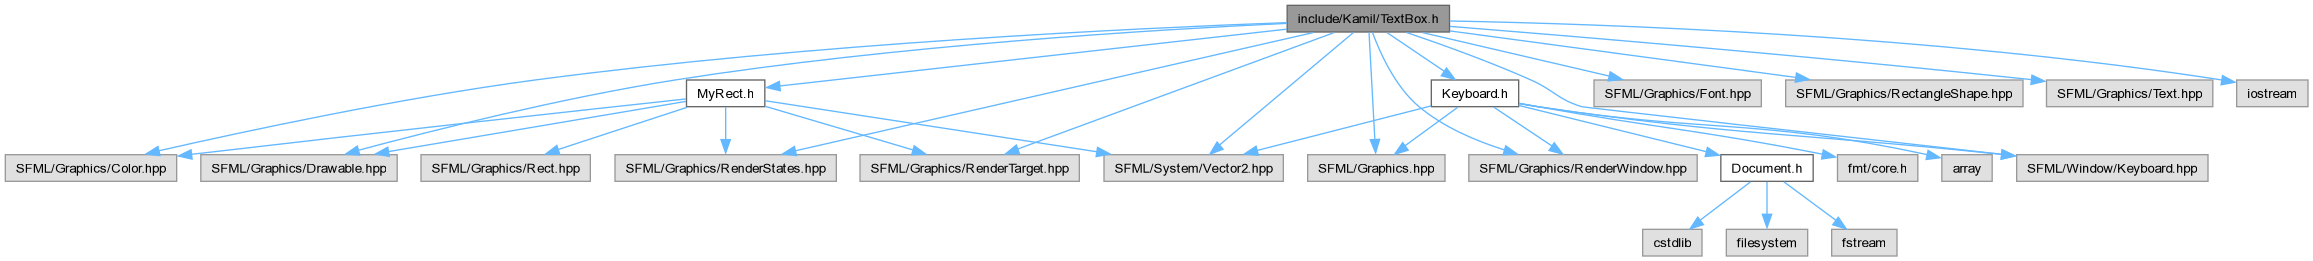 include/Kamil/TextBox.h
MyRect.h
Keyboard.h
SFML/Graphics/Font.hpp
SFML/Graphics/RectangleShape.hpp
SFML/Graphics/Text.hpp
iostream
SFML/Graphics/Color.hpp
SFML/Graphics/Drawable.hpp
SFML/Graphics/Rect.hpp
SFML/Graphics/RenderStates.hpp
SFML/Graphics/RenderTarget.hpp
SFML/System/Vector2.hpp
SFML/Graphics.hpp
SFML/Graphics/RenderWindow.hpp
Document.h
fmt/core.h
array
SFML/Window/Keyboard.hpp
cstdlib
filesystem
fstream